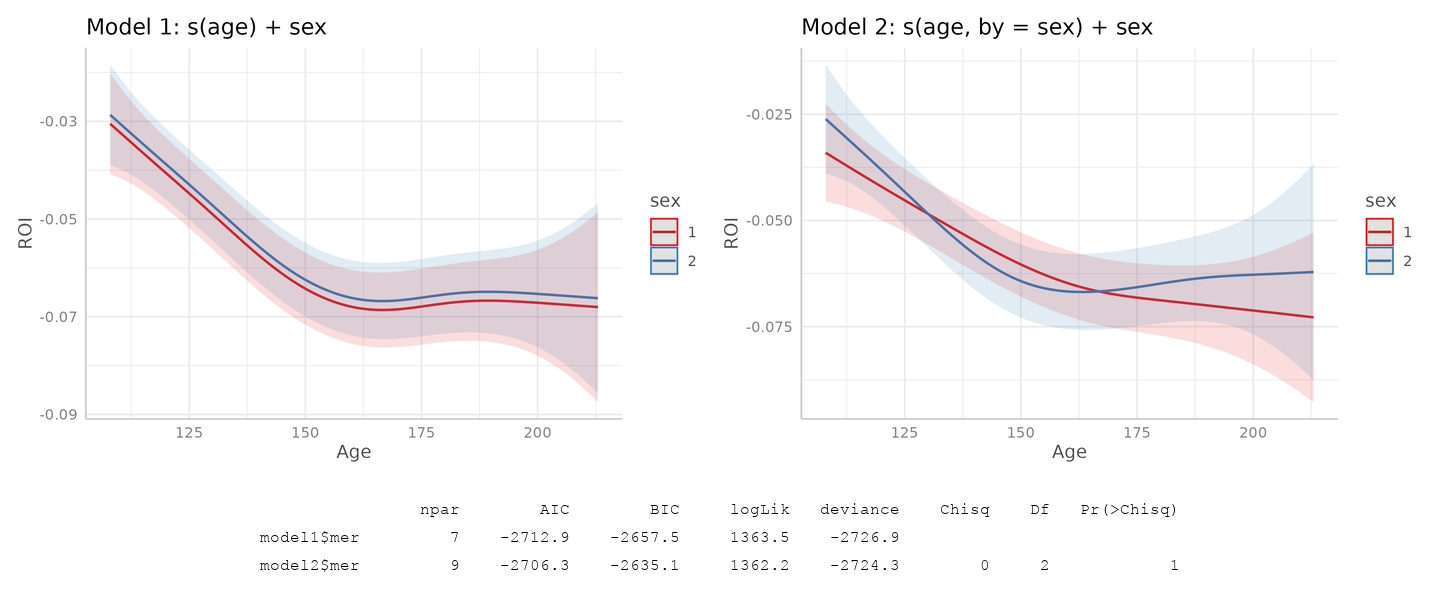 Model 1: s(age) + sex
-0.03
-0.05
-0.07
-0.09
ROI
125 150 175 200
Age
sex
1
2
Model 2: s(age, by = sex) + sex
-0.025
-0.050
-0.075
ROI
125 150 175 200
Age
sex
1
2
npar AIC BIC logLik deviance Chisq Df Pr(>Chisq)
model1$mer 7 -2712.9 -2657.5 1363.5 -2726.9
model2$mer 9 -2706.3 -2635.1 1362.2 -2724.3 0 2 1